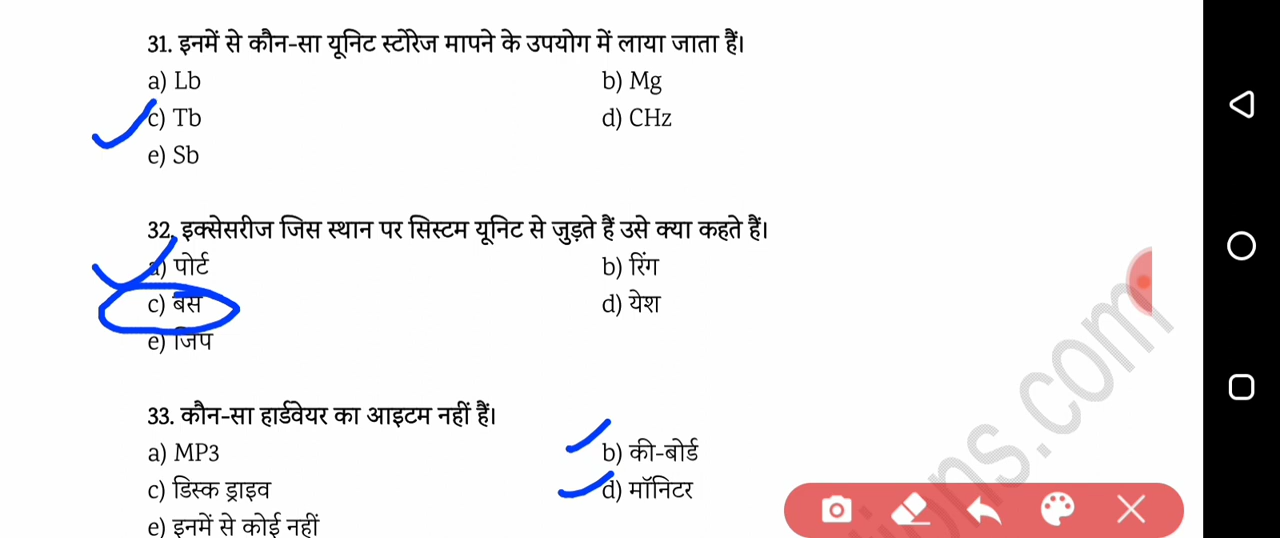 31. इनमें से कौन-सा यूनिट स्टोरेज मापने के उपयोग में लाया जाता हैं।
a) Lb b) Mg
c) Tb d) CHz
e) Sb
32. इक्सेसरीज जिस स्थान पर सिस्टम यूनिट से जुड़ते हैं उसे क्या कहते हैं।
a) पोर्ट b) रिंग
c) बस d) येश
e) जिप
33. कौन-सा हार्डवेयर का आइटम नहीं हैं।
a) MP3 b) की-बोर्ड
c) डिस्क ड्राइव d) मॉनिटर
e) इनमें से कोई नहीं